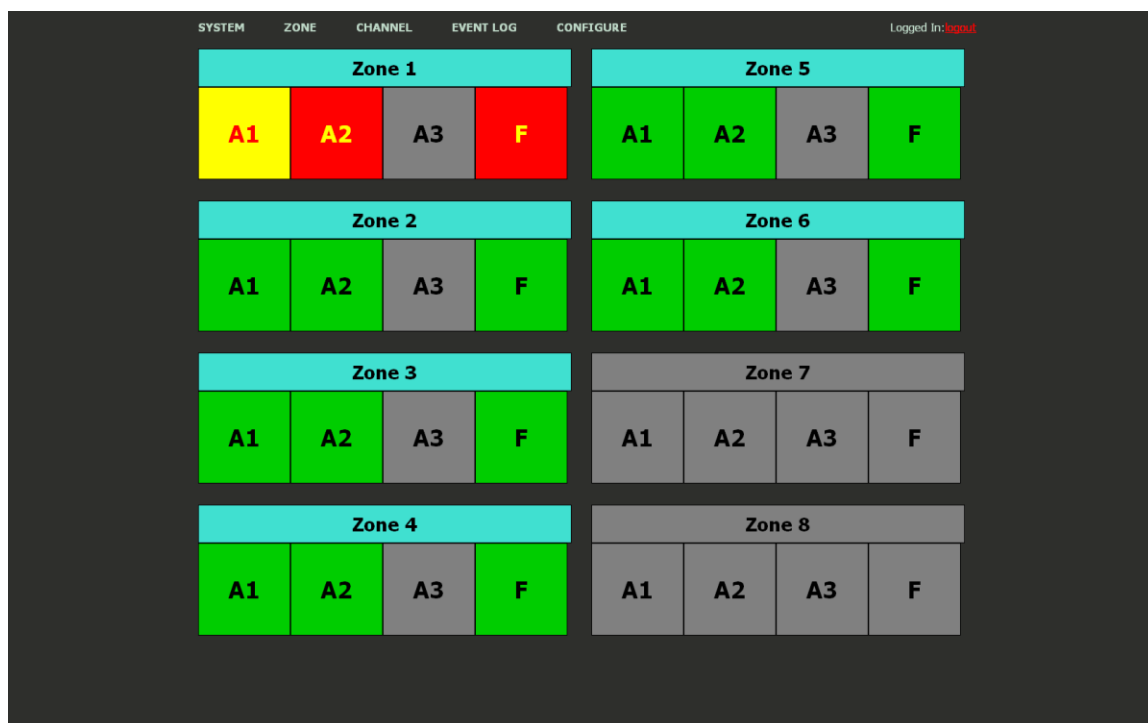 SYSTEM ZONE CHANNEL EVENT LOG CONFIGURE Logged In:logout
Zone 1 Zone 5
A1 A2 A3 F A1 A2 A3 F
Zone 2 Zone 6
A1 A2 A3 F A1 A2 A3 F
Zone 3 Zone 7
A1 A2 A3 F A1 A2 A3 F
Zone 4 Zone 8
A1 A2 A3 F A1 A2 A3 F